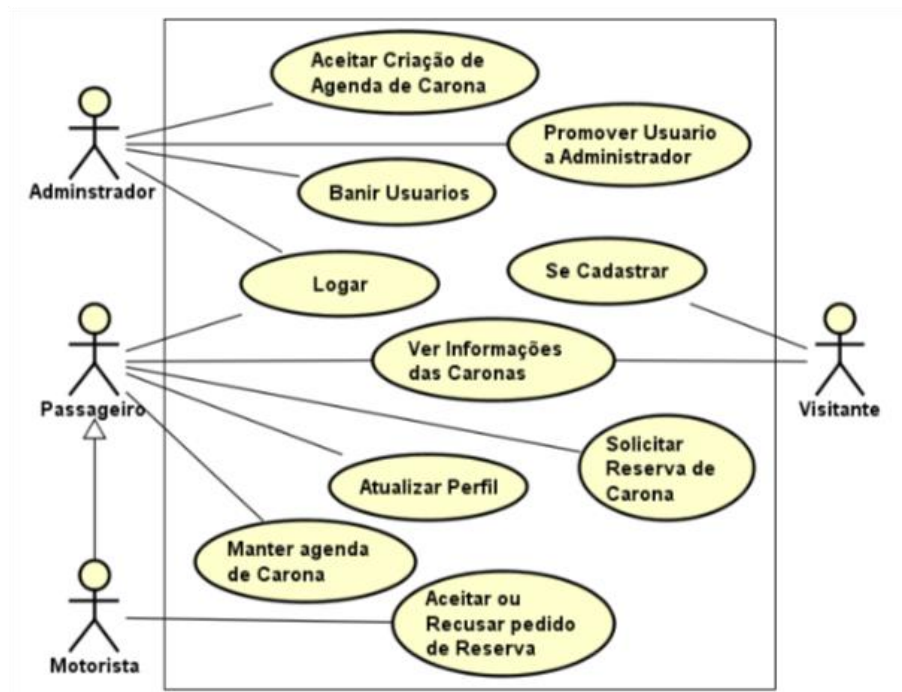 Aceitar Criação de
Agenda de Carona
Promover Usuario
a Administrador
Adminstrador
Banir Usuarios
Se Cadastrar
Logar
Ver Informações
das Caronas
Passageiro
Visitante
Solicitar
Reserva de
Carona
Atualizar Perfil
Manter agenda
de Carona
Aceitar ou
Recusar pedido
de Reserva
Motorista